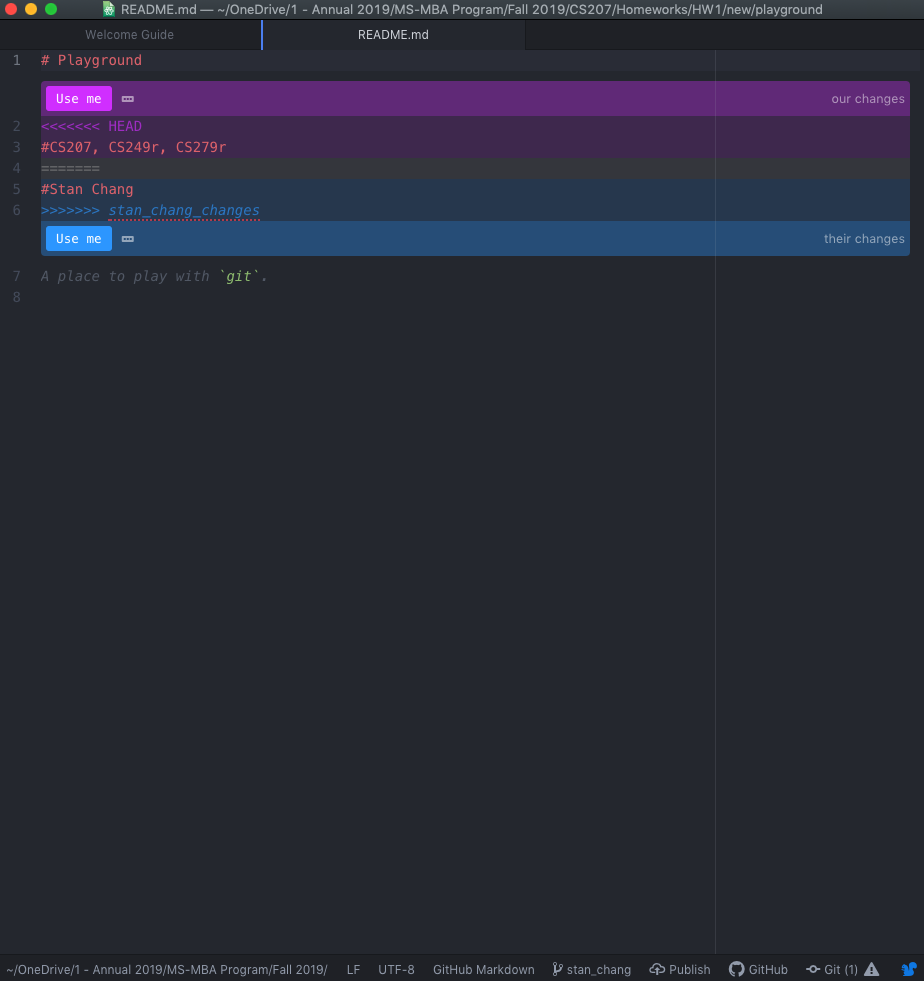 README.md — ~/OneDrive/1 - Annual 2019/MS-MBA Program/Fall 2019/CS207/Homeworks/HW1/new/playground
Welcome Guide README.md
1 # Playground
Use me our changes
2 <<<<<<< HEAD
3 #CS207, CS249r, CS279r
4 =======
5 #Stan Chang
6 >>>>>>> stan_chang_changes
Use me their changes
7 A place to play with `git`.
8
~/OneDrive/1 - Annual 2019/MS-MBA Program/Fall 2019/ LF UTF-8 GitHub Markdown stan_chang Publish GitHub Git (1)